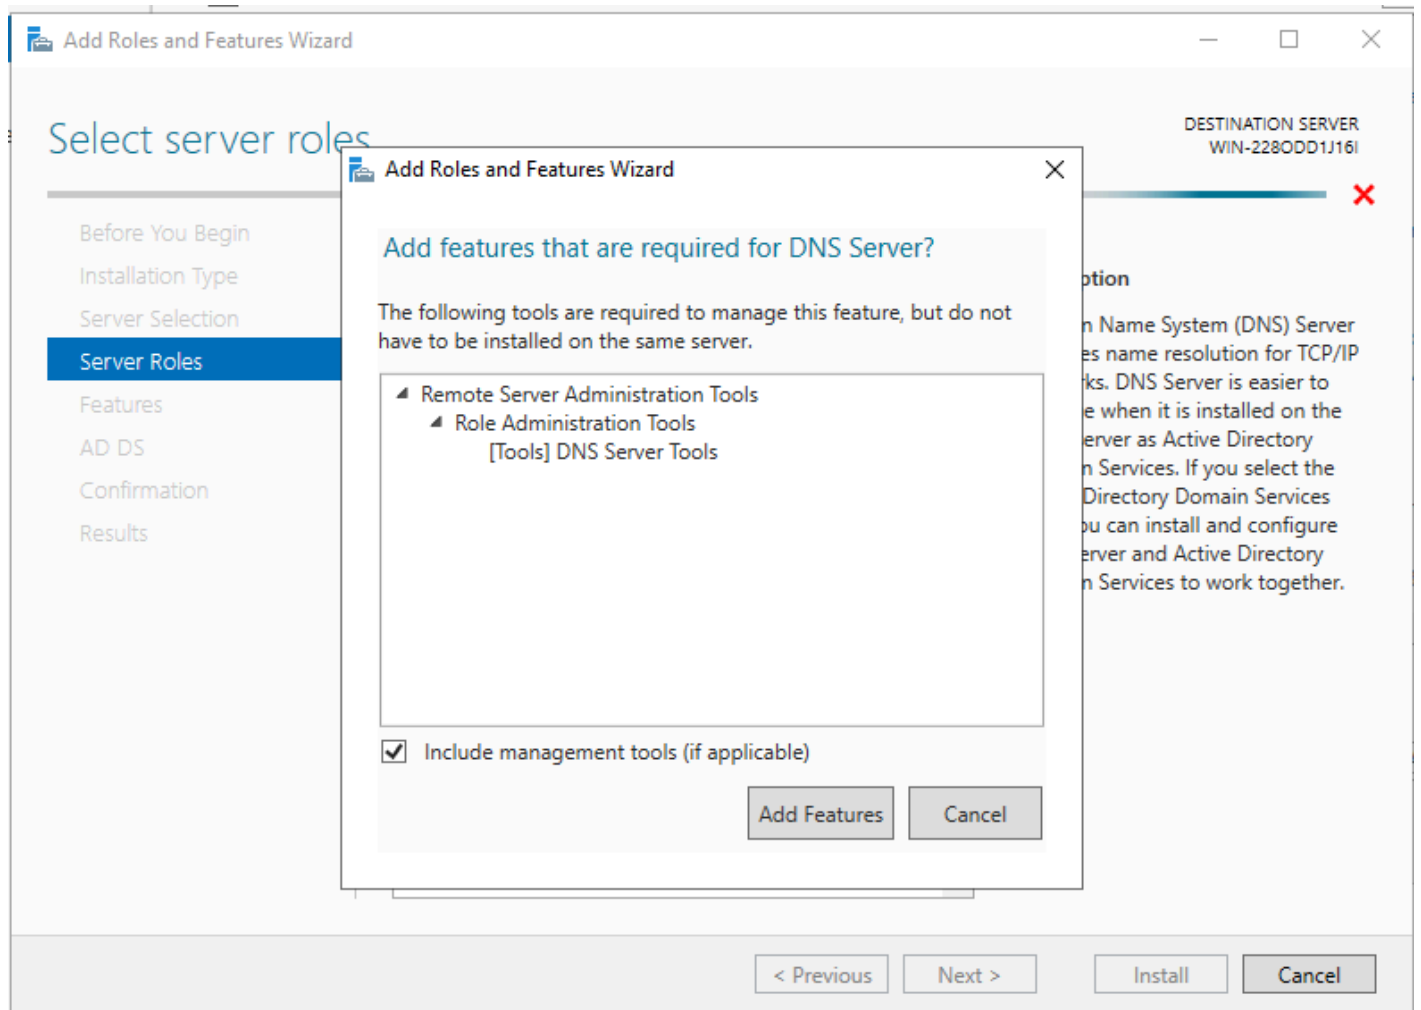 Add Roles and Features Wizard
Select server roles
DESTINATION SERVER
WIN-228ODD1J16I
Before You Begin
Installation Type
Server Selection
Server Roles
Features
AD DS
Confirmation
Results
Add Roles and Features Wizard
Add features that are required for DNS Server?
The following tools are required to manage this feature, but do not
have to be installed on the same server.
Remote Server Administration Tools
Role Administration Tools
[Tools] DNS Server Tools
Include management tools (if applicable)
Add Features
Cancel
ption
n Name System (DNS) Server
es name resolution for TCP/IP
rks. DNS Server is easier to
e when it is installed on the
erver as Active Directory
n Services. If you select the
Directory Domain Services
ou can install and configure
erver and Active Directory
n Services to work together.
< Previous
Next >
Install
Cancel